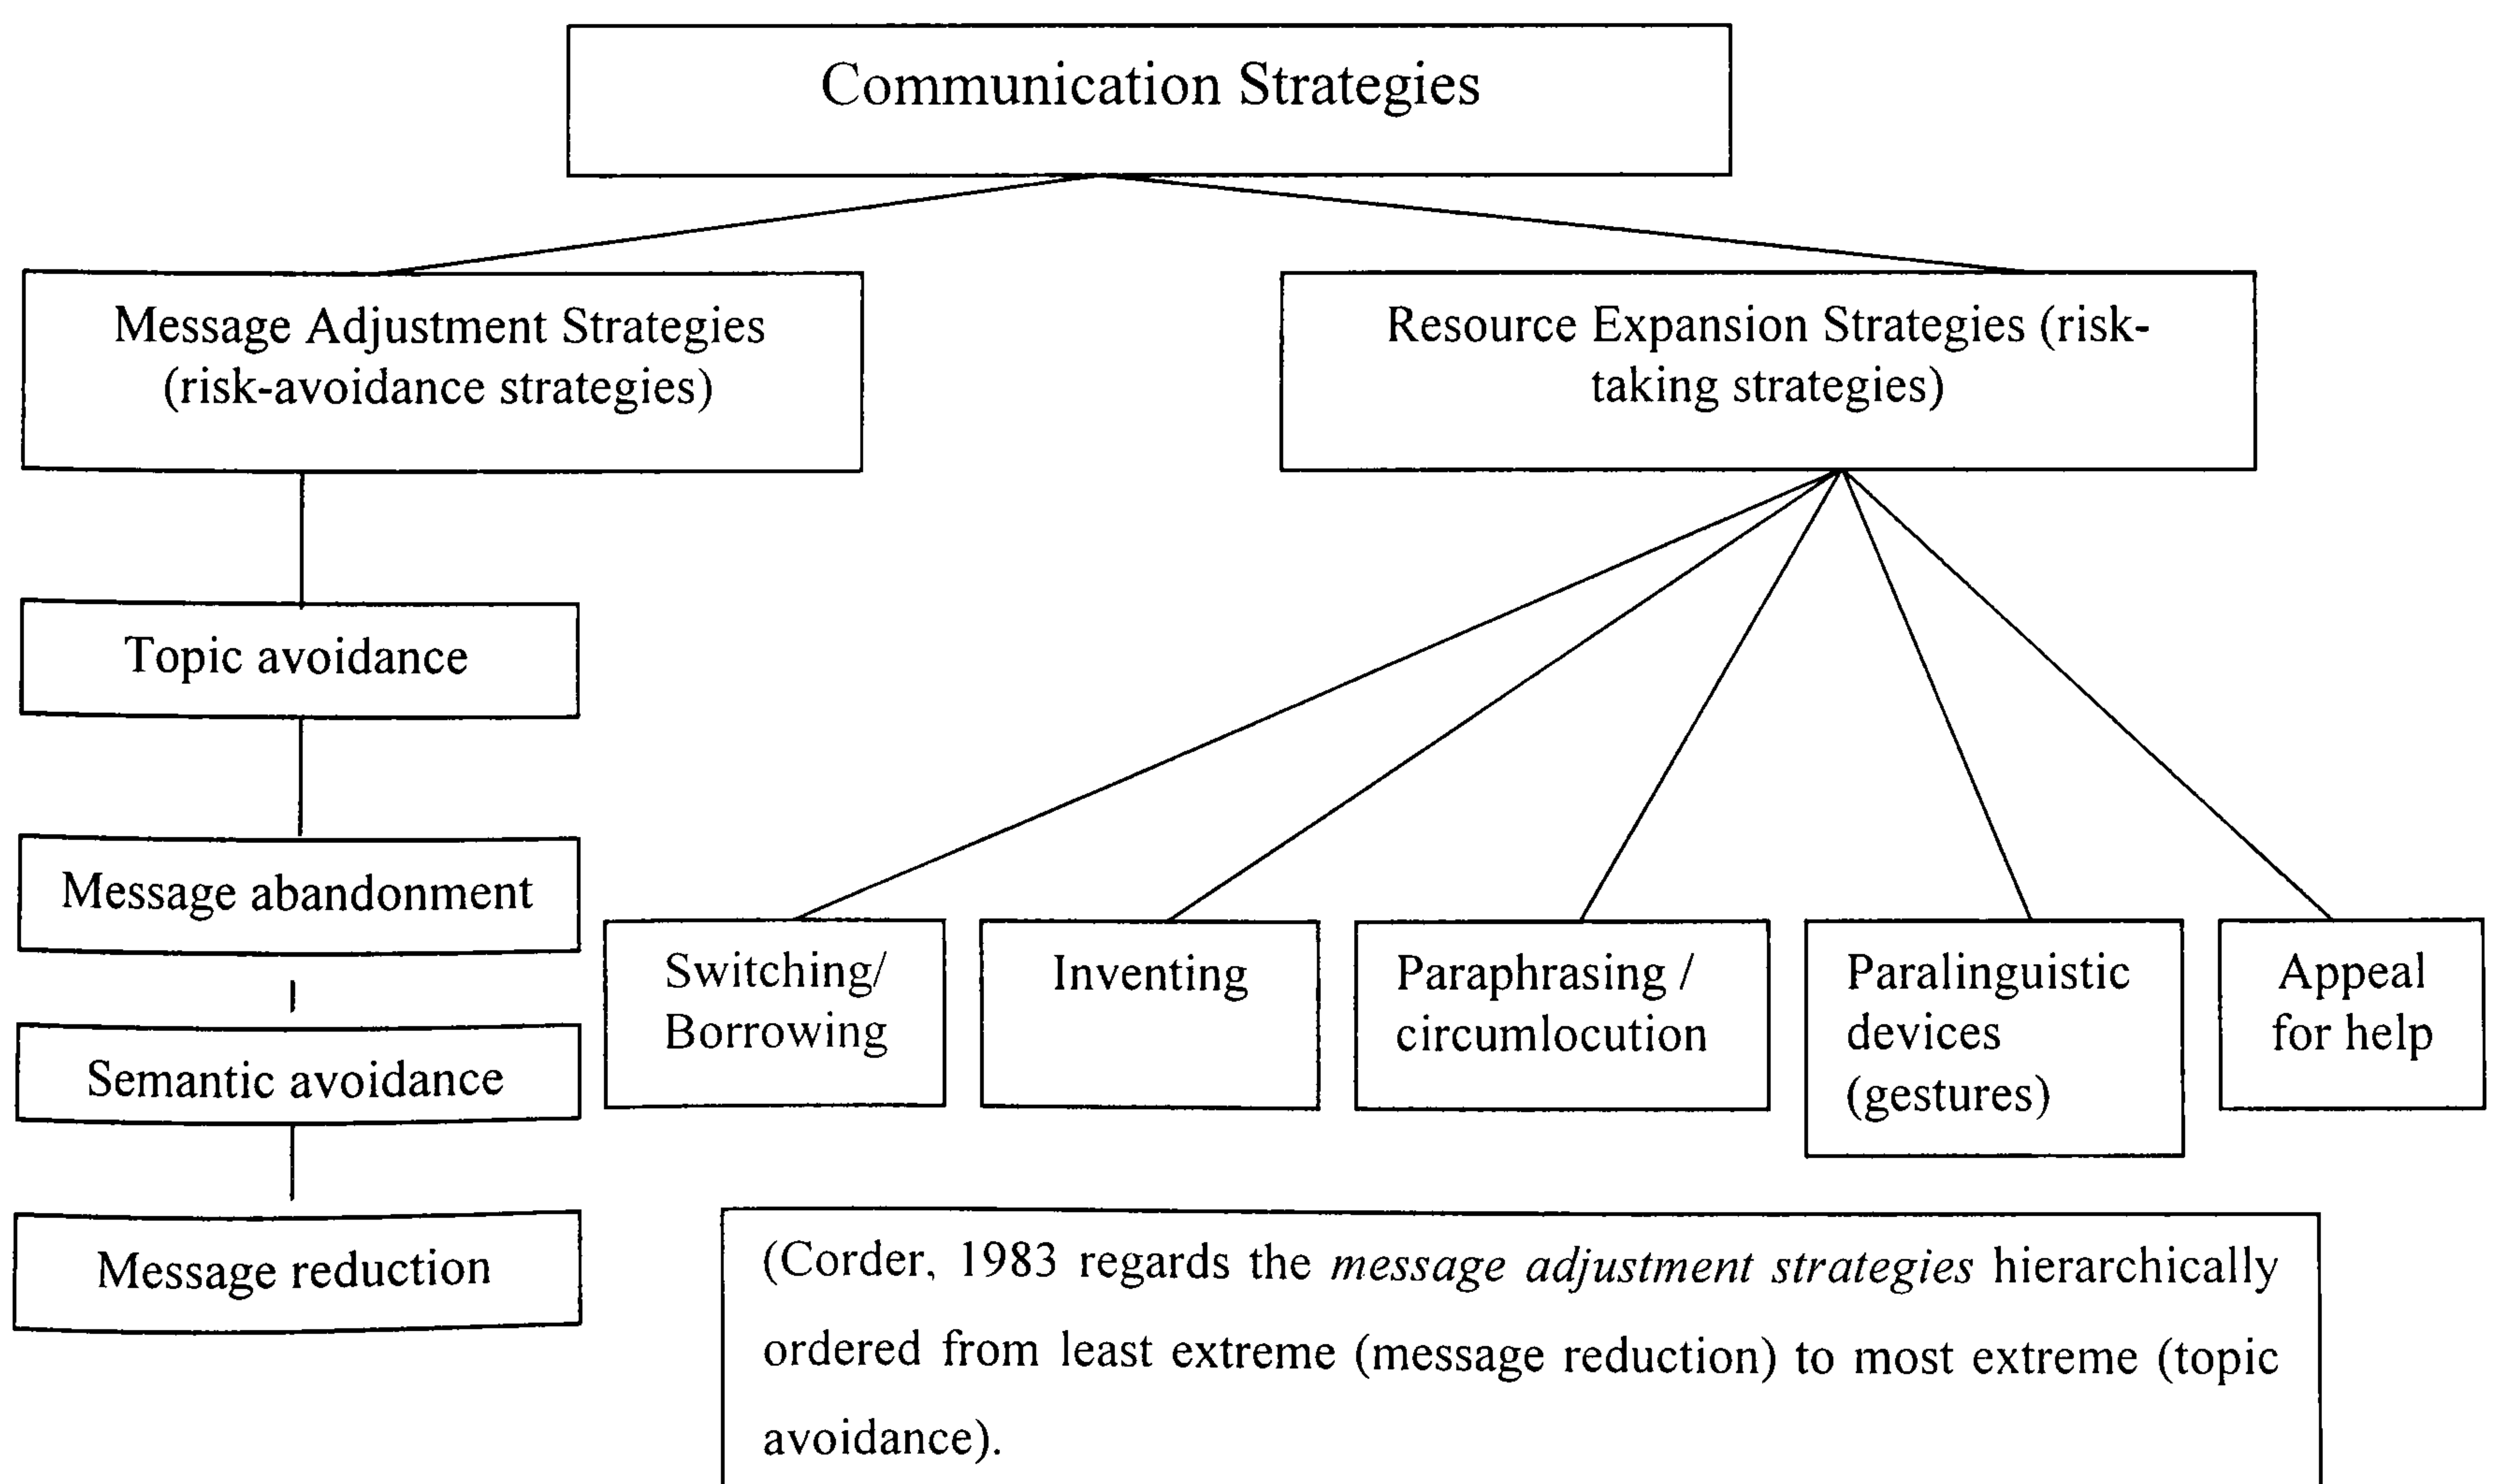 Communication Strategies
Message Adjustment Strategies
(risk-avoidance strategies)
Resource Expansion Strategies (risk-
taking strategies)
Topic avoidance
Message abandonment
Semantic avoidance
Message reduction
Switching/
Borrowing
Inventing
Paraphrasing /
circumlocution
Paralinguistic
devices
(gestures)
Appeal
for help
(Corder, 1983 regards the message adjustment strategies hierarchically
ordered from least extreme (message reduction) to most extreme (topic
avoidance).